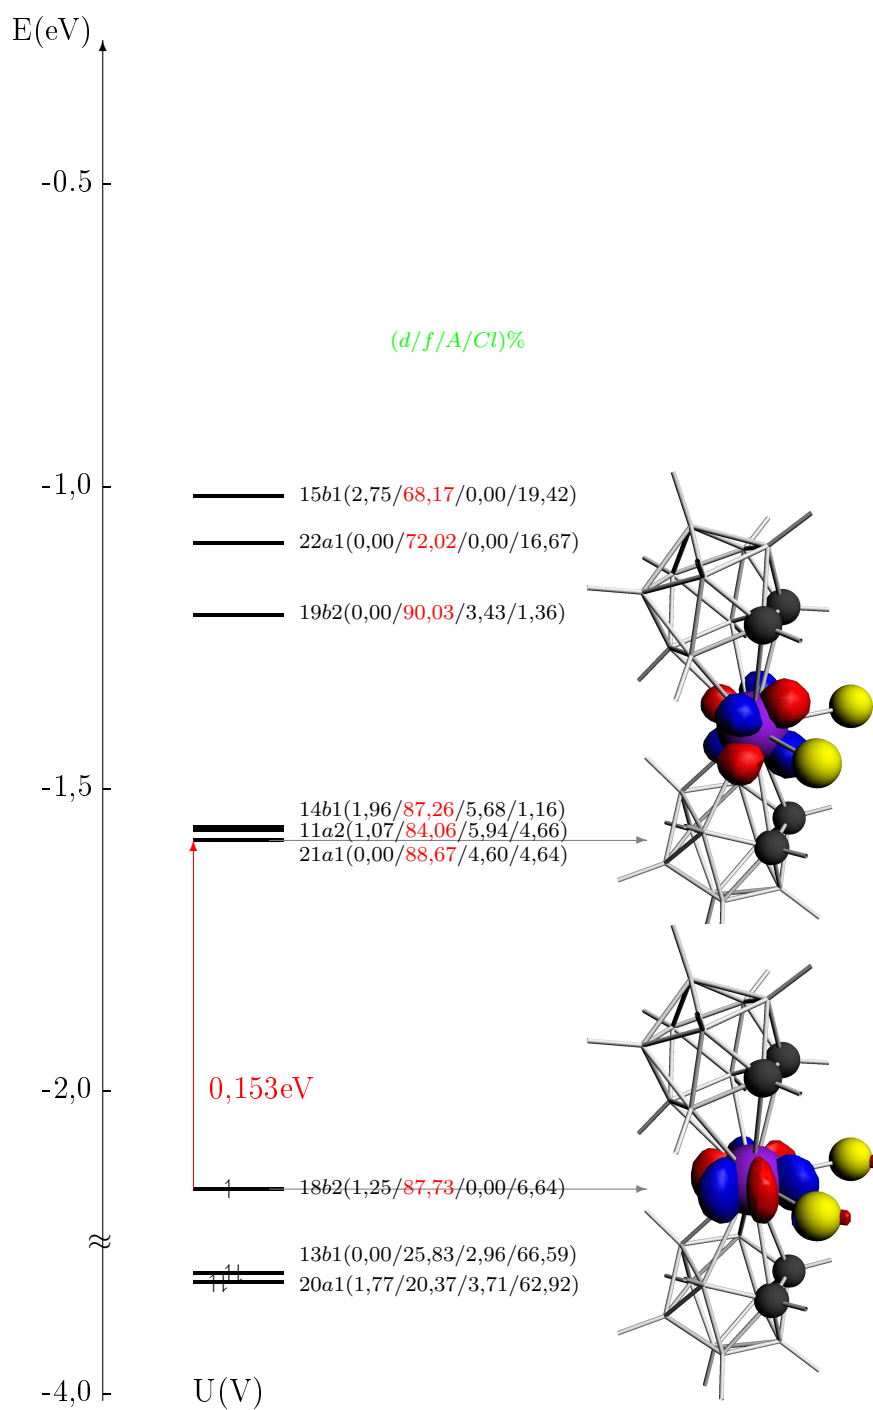 E(eV)
-0.5
(d/f/A/Cl)%
-1,0
15b1(2,75/68,17/0,00/19,42)
22a1(0,00/72,02/0,00/16,67)
19b2(0,00/90,03/3,43/1,36)
-1,5
14b1(1,96/87,26/5,68/1,16)
11a2(1,07/84,06/5,94/4,66)
21a1(0,00/88,67/4,60/4,64)
-2,0
0,153eV
18b2(1,25/87,73/0,00/6,64)
≈
13b1(0,00/25,83/2,96/66,59)
20a1(1,77/20,37/3,71/62,92)
-4,0
U(V)